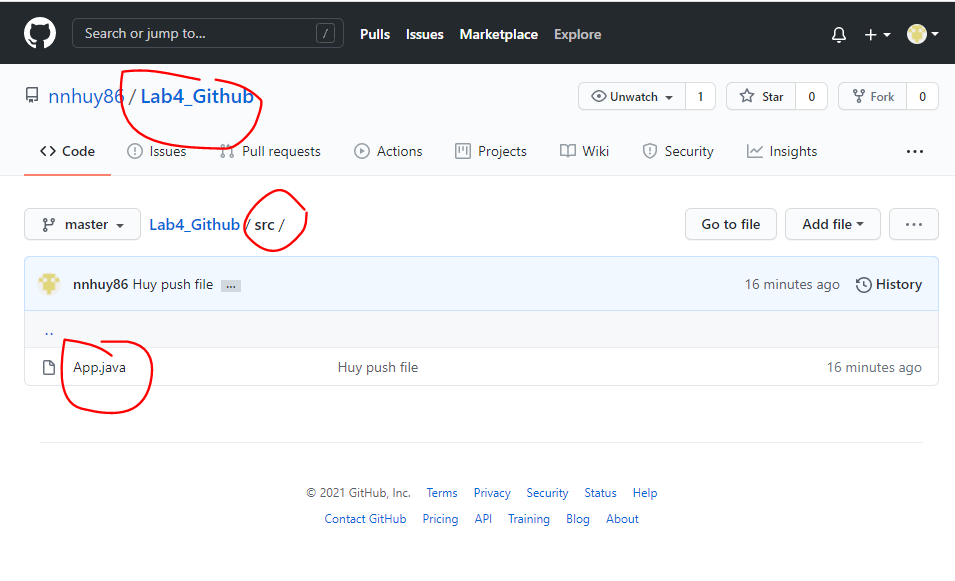 Search or jump to... / Pulls Issues Marketplace Explore
nnhuy86 / Lab4_Github Unwatch 1 Star 0 Fork 0
Code Issues Pull requests Actions Projects Wiki Security Insights ...
master Lab4_Github / src / Go to file Add file ...
nnhuy86 Huy push file ... 16 minutes ago History
..
App.java Huy push file 16 minutes ago
© 2021 GitHub, Inc. Terms Privacy Security Status Help
Contact GitHub Pricing API Training Blog About